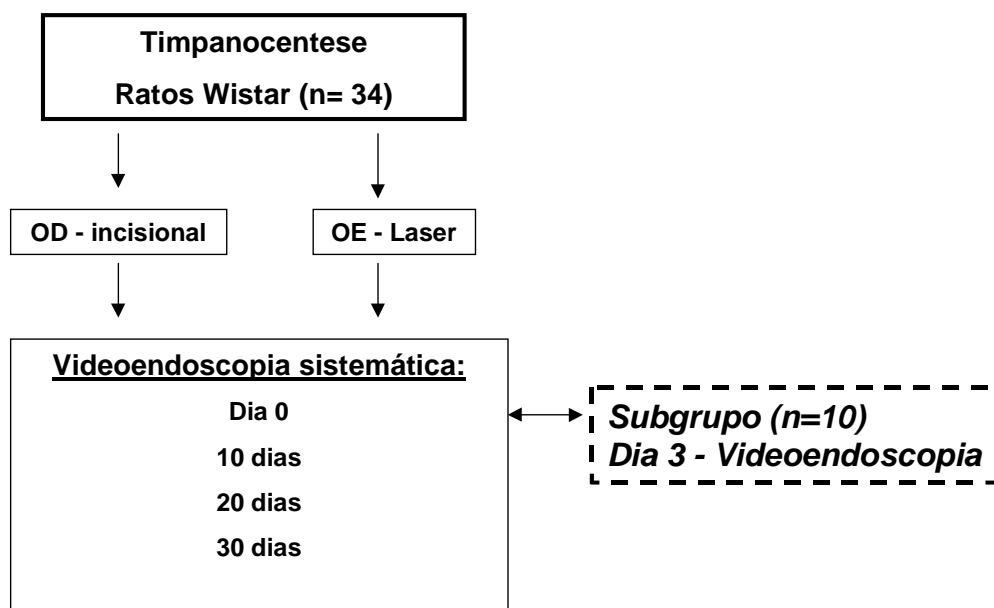 Timpanocentese
Ratos Wistar (n= 34)
OD - incisional
OE - Laser
Videoendoscopia sistemática:
Dia 0
10 dias
20 dias
30 dias
Subgrupo (n=10)
Dia 3 - Videoendoscopia